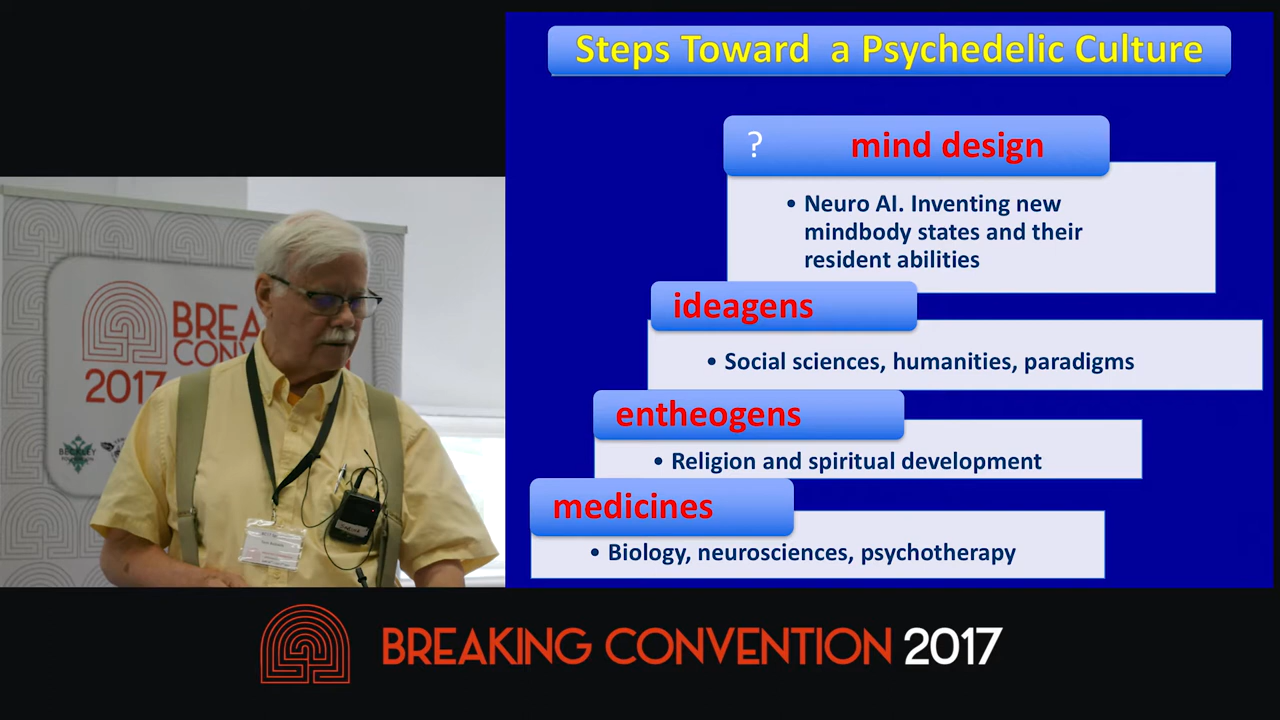 Steps Toward a Psychedelic Culture
? mind design
• Neuro AI. Inventing new
mindbody states and their
resident abilities
ideagens
• Social sciences, humanities, paradigms
entheogens
• Religion and spiritual development
medicines
• Biology, neurosciences, psychotherapy
BREA
CONV
2017
BECKLEY
BREAKING CONVENTION 2017